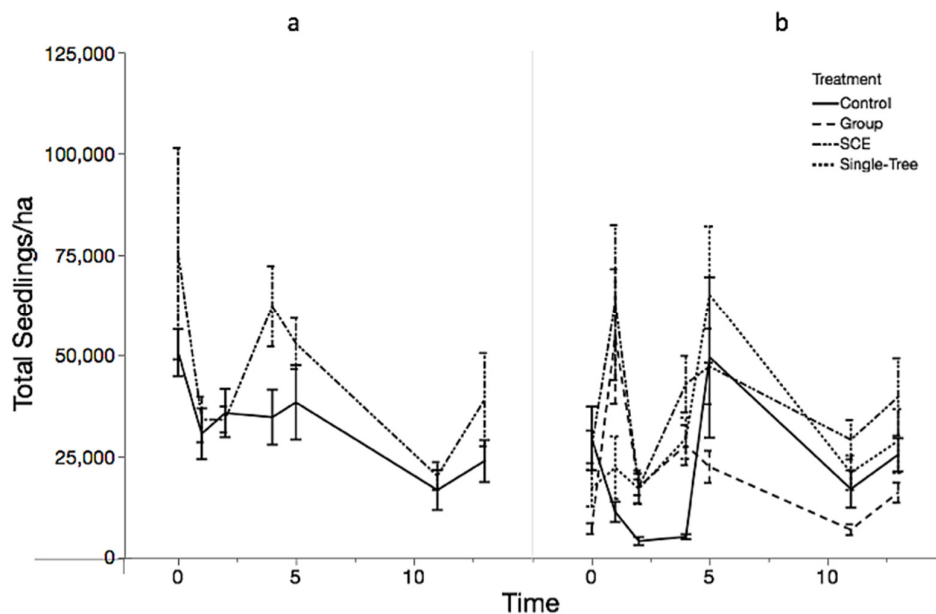 a b
125,000
100,000
75,000
50,000
25,000
0
Total Seedlings/ha
Treatment
Control
Group
SCE
Single-Tree
0 5 10 0 5 10
Time